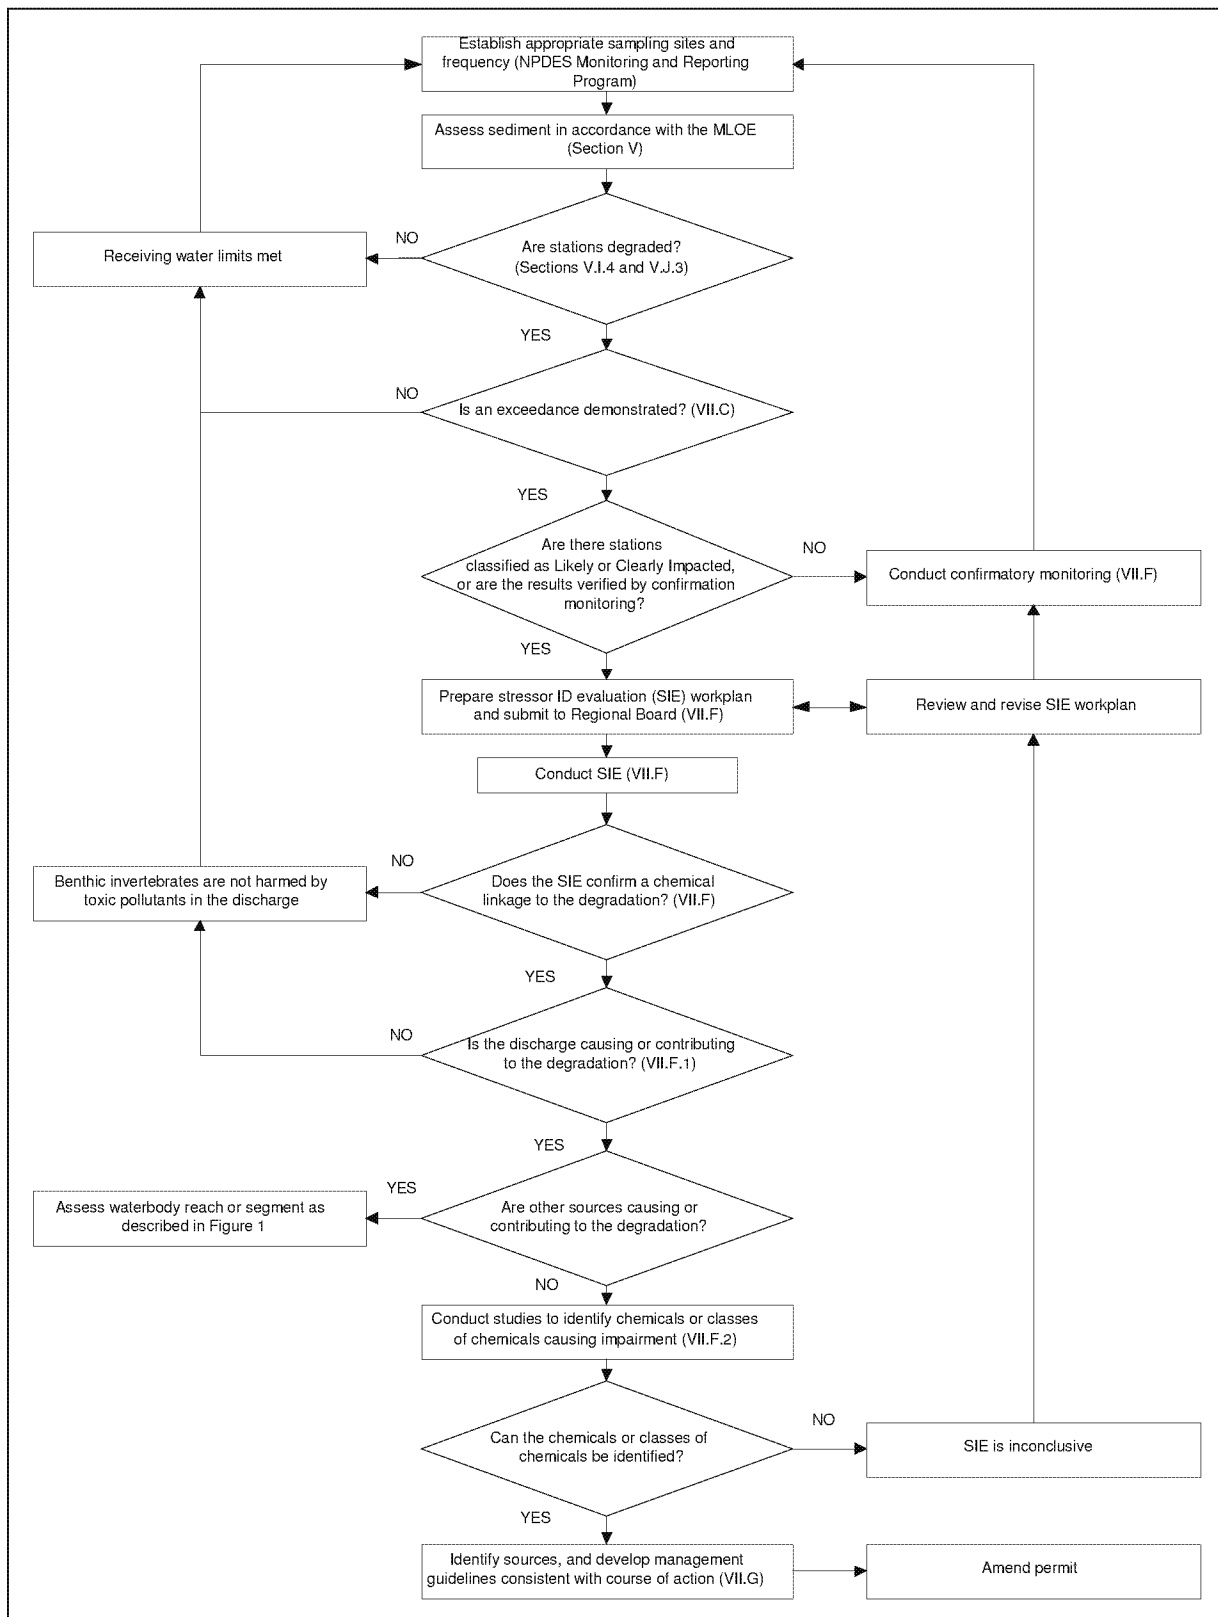 Establish appropriate sampling sites and
frequency (NPDES Monitoring and Reporting
Program)
Assess sediment in accordance with the MLOE
(Section V)
NO
Receiving water limits met
Are stations degraded?
(Sections V.I.4 and V.J.3)
YES
NO
Is an exceedance demonstrated? (VII.C)
YES
Are there stations
classified as Likely or Clearly Impacted,
or are the results verified by confirmation
monitoring?
NO
Conduct confirmatory monitoring (VII.F)
YES
Prepare stressor ID evaluation (SIE) workplan
and submit to Regional Board (VII.F)
Review and revise SIE workplan
Conduct SIE (VII.F)
NO
Benthic invertebrates are not harmed by
toxic pollutants in the discharge
Does the SIE confirm a chemical
linkage to the degradation? (VII.F)
YES
NO
Is the discharge causing or contributing
to the degradation? (VII.F.1)
YES
YES
Assess waterbody reach or segment as
described in Figure 1
Are other sources causing or
contributing to the degradation?
NO
Conduct studies to identify chemicals or classes
of chemicals causing impairment (VII.F.2)
Can the chemicals or classes of
chemicals be identified?
NO
SIE is inconclusive
YES
Identify sources, and develop management
guidelines consistent with course of action (VII.G)
Amend permit